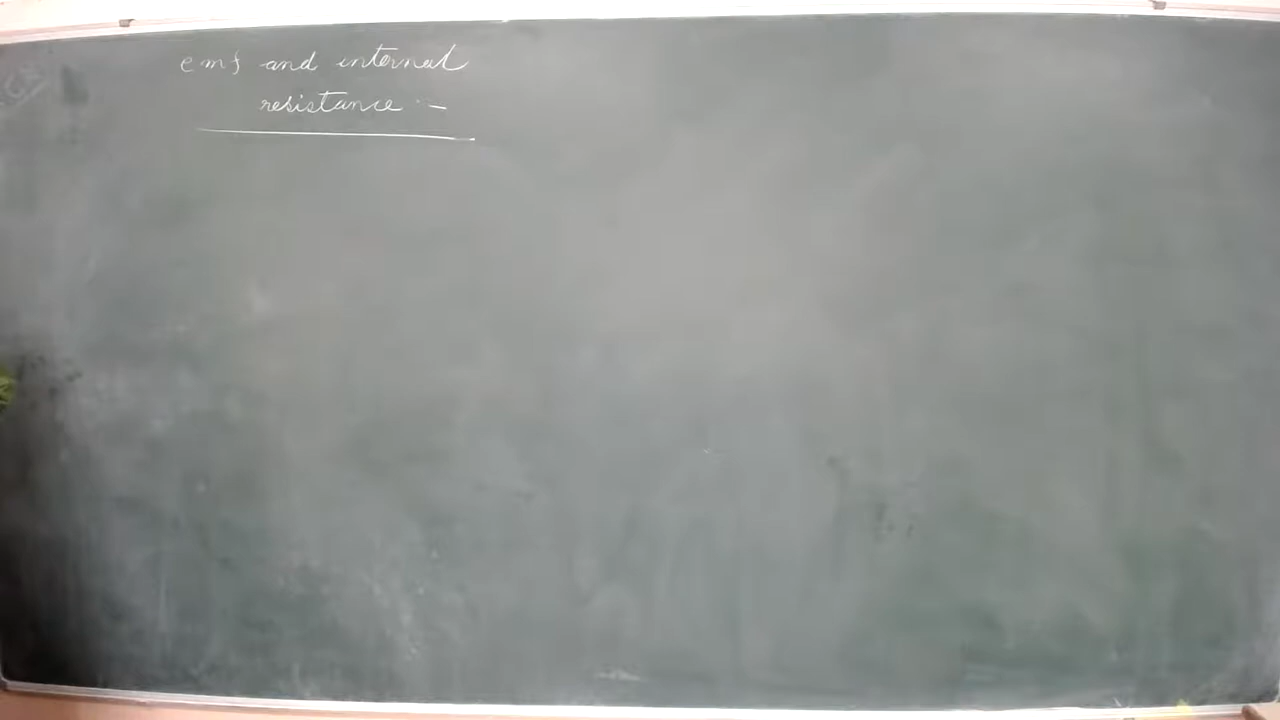 emf and internal
resistance :-